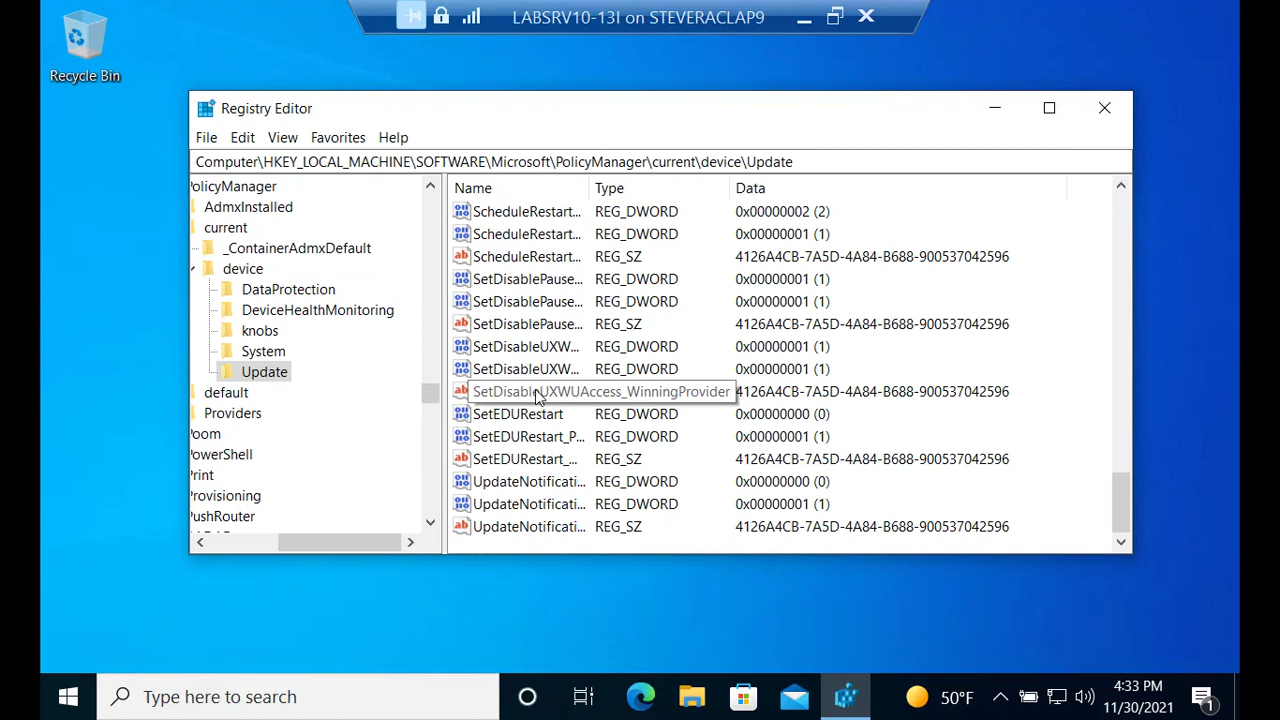 LABSRV10-13I on STEVERACLAP9
Recycle Bin
Registry Editor
File Edit View Favorites Help
Computer\HKEY_LOCAL_MACHINE\SOFTWARE\Microsoft\PolicyManager\current\device\Update
olicyManager
AdmxInstalled
current
_ContainerAdmxDefault
device
DataProtection
DeviceHealthMonitoring
knobs
System
Update
default
Providers
oom
owerShell
rint
rovisioning
ushRouter
Name Type Data
ScheduleRestart... REG_DWORD 0x00000002 (2)
ScheduleRestart... REG_DWORD 0x00000001 (1)
ScheduleRestart... REG_SZ 4126A4CB-7A5D-4A84-B688-900537042596
SetDisablePause... REG_DWORD 0x00000001 (1)
SetDisablePause... REG_DWORD 0x00000001 (1)
SetDisablePause... REG_SZ 4126A4CB-7A5D-4A84-B688-900537042596
SetDisableUXW... REG_DWORD 0x00000001 (1)
SetDisableUXW... REG_DWORD 0x00000001 (1)
SetDisableUXWUAccess_WinningProvider 4126A4CB-7A5D-4A84-B688-900537042596
SetEDURestart REG_DWORD 0x00000000 (0)
SetEDURestart_P... REG_DWORD 0x00000001 (1)
SetEDURestart_... REG_SZ 4126A4CB-7A5D-4A84-B688-900537042596
UpdateNotificati... REG_DWORD 0x00000000 (0)
UpdateNotificati... REG_DWORD 0x00000001 (1)
UpdateNotificati... REG_SZ 4126A4CB-7A5D-4A84-B688-900537042596
Type here to search
50°F
4:33 PM
11/30/2021
1